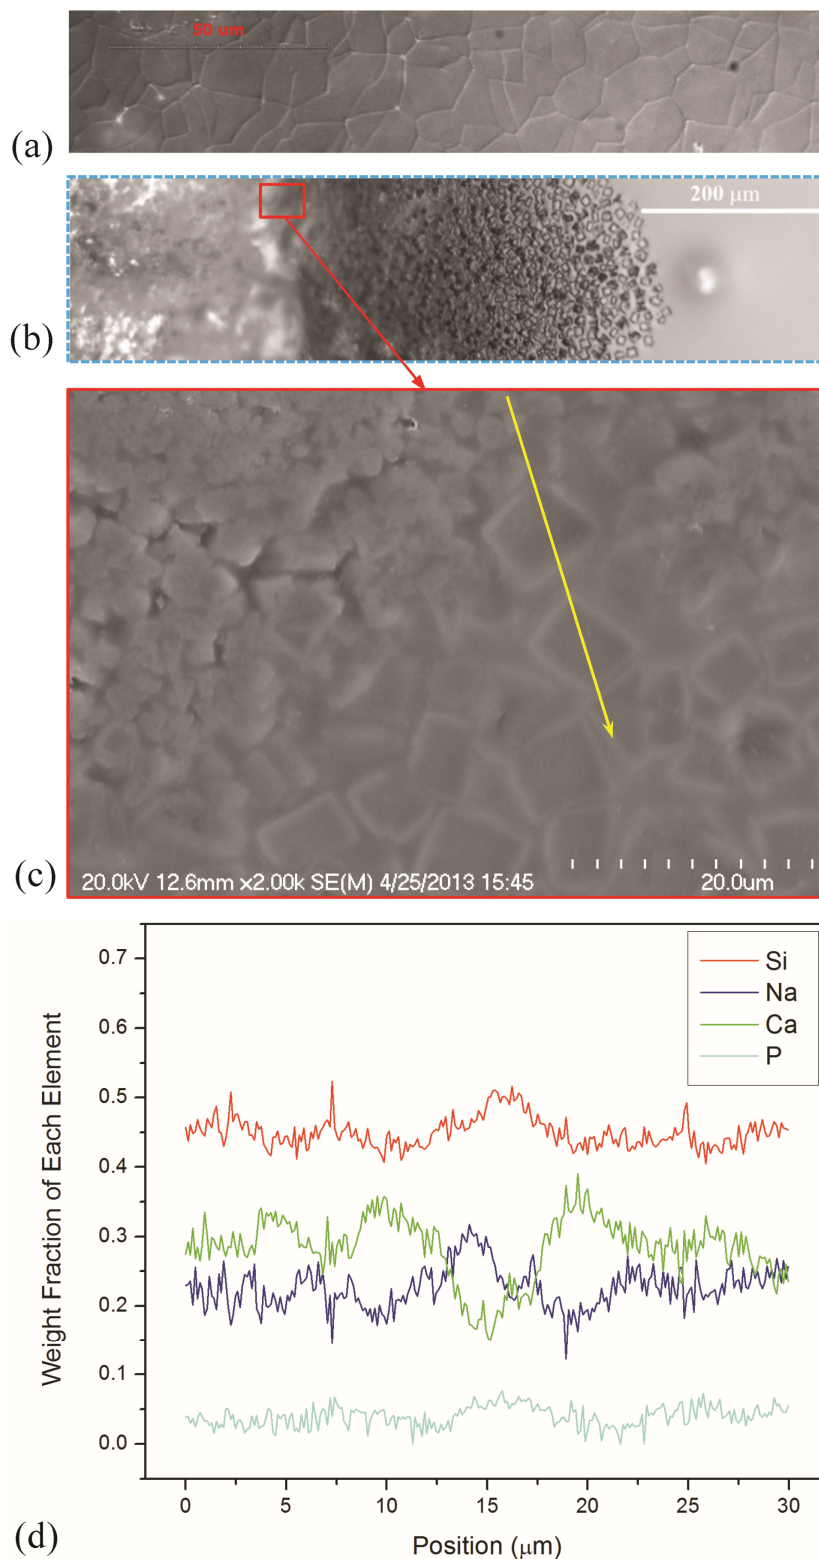 50 um
(a)
200 μm
(b)
(c)
20.0kV 12.6mm x2.00k SE(M) 4/25/2013 15:45
20.0um
0.7
0.6
0.5
0.4
0.3
0.2
0.1
0.0
Weight Fraction of Each Element
Si
Na
Ca
P
0 5 10 15 20 25 30
Position (μm)
(d)